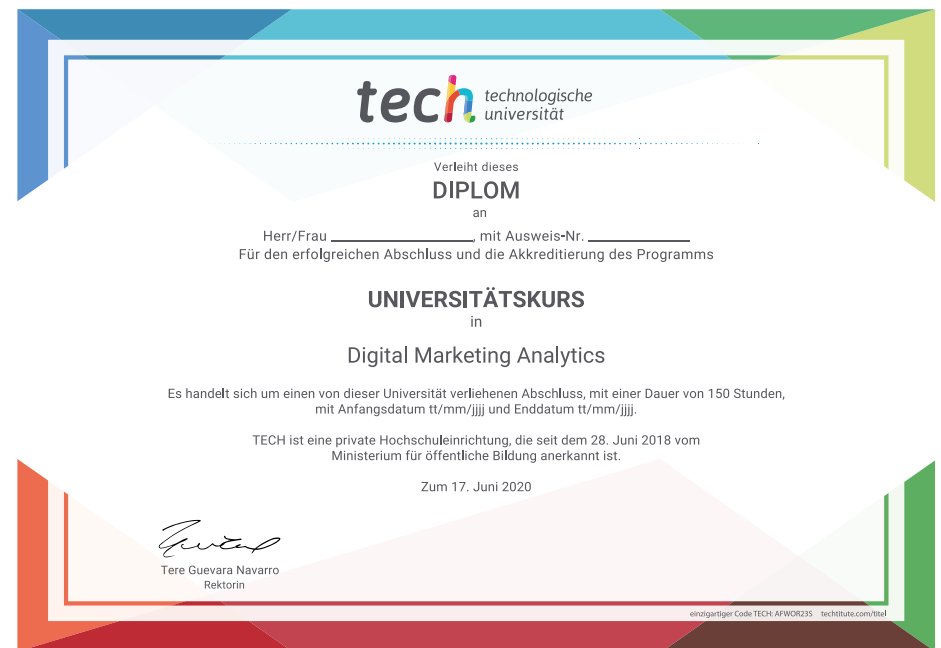 tech technologische
universität
Verleiht dieses
DIPLOM
an
Herr/Frau ____________, mit Ausweis-Nr. ____________
Für den erfolgreichen Abschluss und die Akkreditierung des Programms
UNIVERSITÄTSKURS
in
Digital Marketing Analytics
Es handelt sich um einen von dieser Universität verliehenen Abschluss, mit einer Dauer von 150 Stunden,
mit Anfangsdatum tt/mm/jjjj und Enddatum tt/mm/jjjj.
TECH ist eine private Hochschuleinrichtung, die seit dem 28. Juni 2018 vom
Ministerium für öffentliche Bildung anerkannt ist.
Zum 17. Juni 2020
Tere Guevara Navarro
Rektorin
einzigartiger Code TECH: AFWOR23S techtitute.com/titel